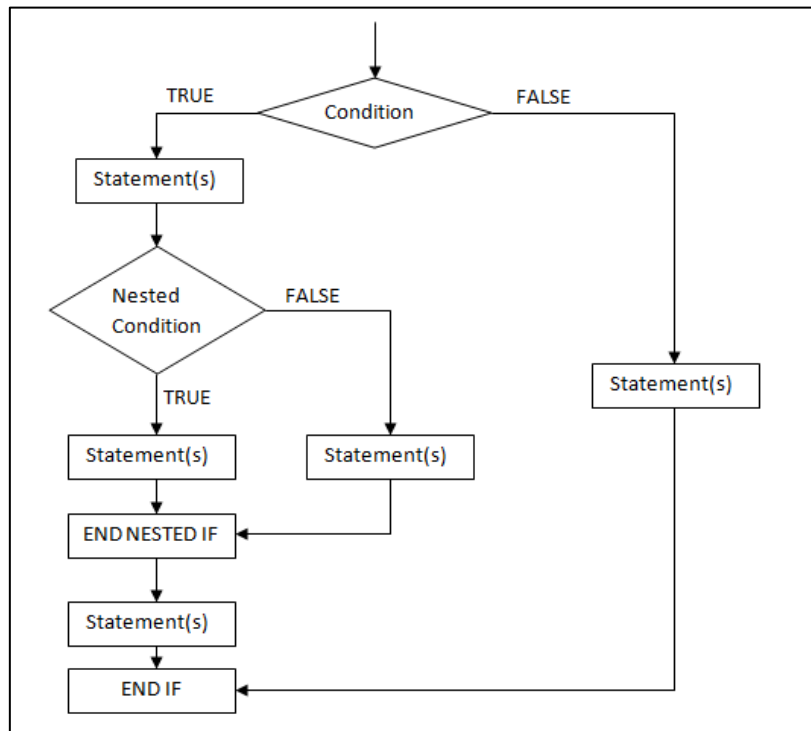 TRUE
Condition
FALSE
Statement(s)
Nested
Condition
FALSE
TRUE
Statement(s)
Statement(s)
Statement(s)
END NESTED IF
Statement(s)
END IF